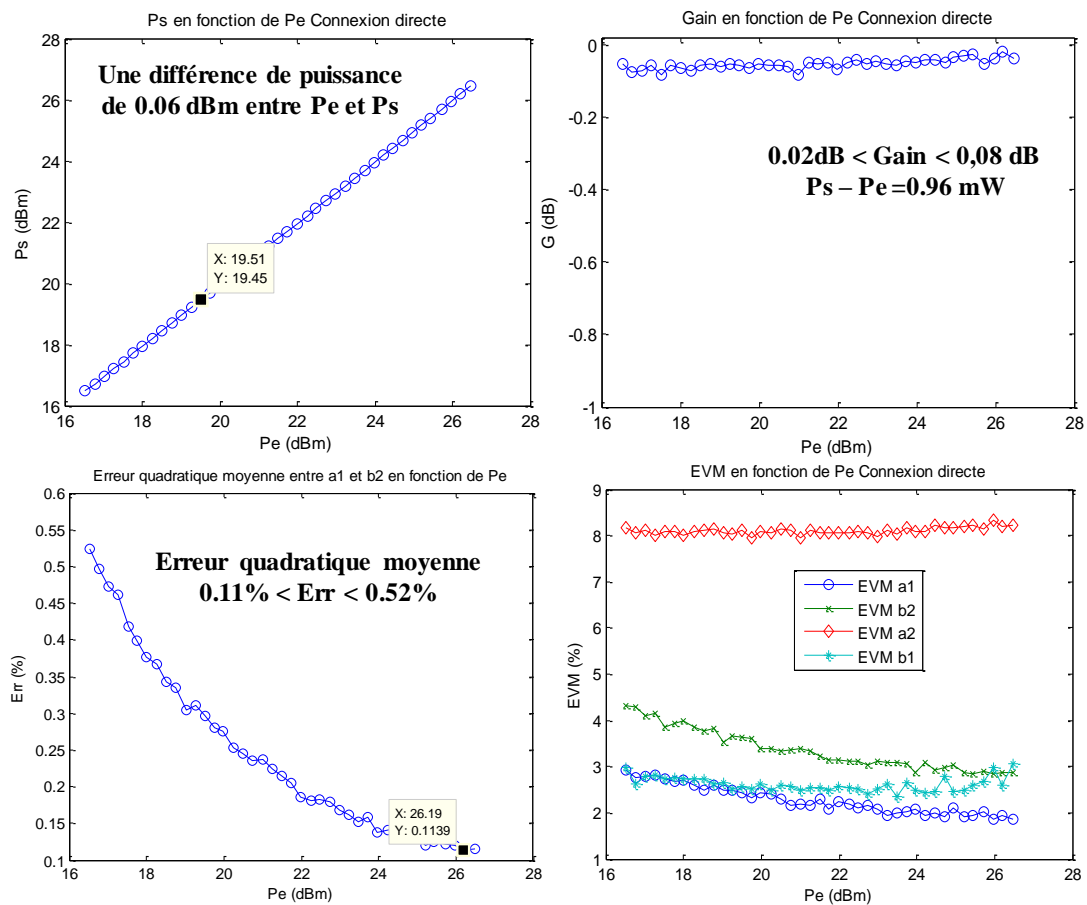 Ps en fonction de Pe Connexion directe
28
26
24
22
20
18
16
Ps (dBm)
Une différence de puissance
de 0.06 dBm entre Pe et Ps
X: 19.51
Y: 19.45
16 18 20 22 24 26 28
Pe (dBm)
Gain en fonction de Pe Connexion directe
0
-0.2
-0.4
-0.6
-0.8
-1
G (dB)
0.02dB < Gain < 0,08 dB
Ps – Pe =0.96 mW
16 18 20 22 24 26 28
Pe (dBm)
Erreur quadratique moyenne entre a1 et b2 en fonction de Pe
0.6
0.55
0.5
0.45
0.4
0.35
0.3
0.25
0.2
0.15
0.1
Err (%)
Erreur quadratique moyenne
0.11% < Err < 0.52%
X: 26.19
Y: 0.1139
16 18 20 22 24 26 28
Pe (dBm)
EVM en fonction de Pe Connexion directe
9
8
7
6
5
4
3
2
1
EVM (%)
EVM a1
EVM b2
EVM a2
EVM b1
16 18 20 22 24 26 28
Pe (dBm)